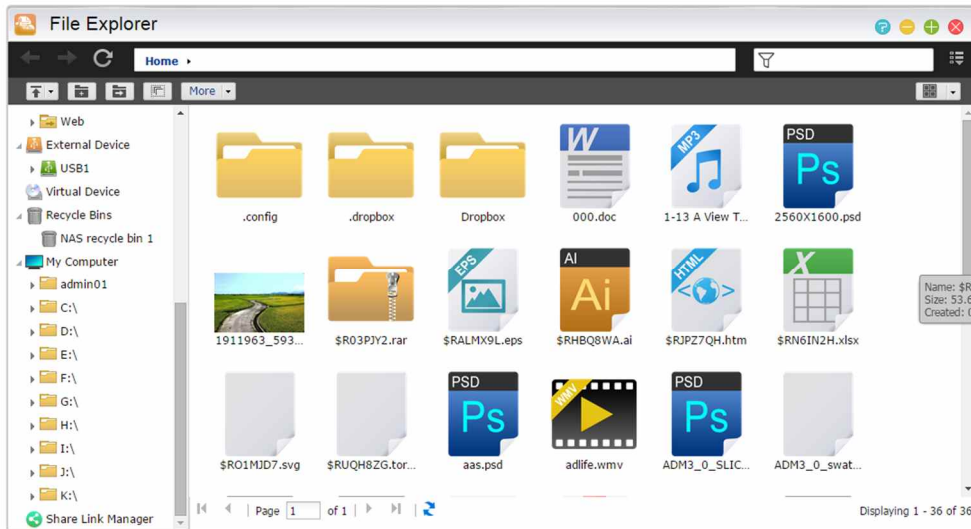 File Explorer
Home
More
Web
External Device
USB1
Virtual Device
Recycle Bins
NAS recycle bin 1
My Computer
admin01
C:\
D:\
E:\
F:\
G:\
H:\
I:\
J:\
K:\
Share Link Manager
W
MP3
PSD
Ps
.config
.dropbox
Dropbox
000.doc
1-13 A View T...
2560X1600.psd
EPS
AI
Ai
HTML
X
1911963_593...
$R03PJY2.rar
$RALMX9L.eps
$RHBQ8WA.ai
$RJPZ7QH.htm
$RN6IN2H.xlsx
Name: $R
Size: 53.6
Created: 0
PSD
Ps
WMV
PSD
Ps
$RO1MJD7.svg
$RUQH8ZG.tor...
aas.psd
adlife.wmv
ADM3_0_SLIC...
ADM3_0_swat...
Page 1 of 1
Displaying 1 - 36 of 36